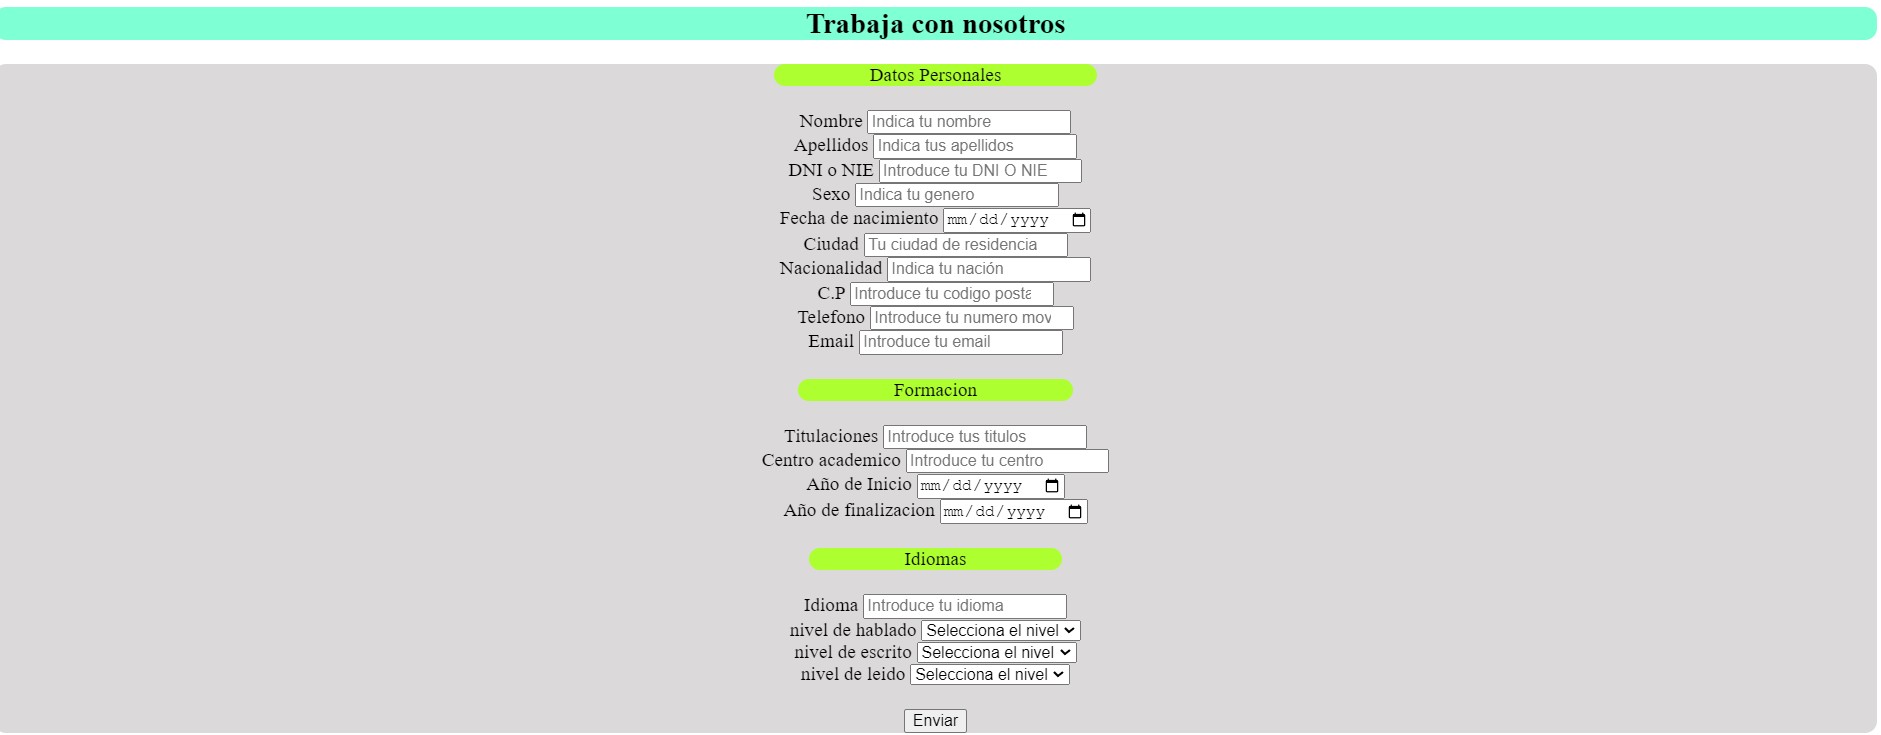 Trabaja con nosotros
Datos Personales
Nombre Indica tu nombre
Apellidos Indica tus apellidos
DNI o NIE Introduce tu DNI O NIE
Sexo Indica tu genero
Fecha de nacimiento mm/dd/yyyy
Ciudad Tu ciudad de residencia
Nacionalidad Indica tu nación
C.P Introduce tu codigo posta
Telefono Introduce tu numero mov
Email Introduce tu email
Formacion
Titulaciones Introduce tus titulos
Centro academico Introduce tu centro
Año de Inicio mm/dd/yyyy
Año de finalizacion mm/dd/yyyy
Idiomas
Idioma Introduce tu idioma
nivel de hablado Selecciona el nivel
nivel de escrito Selecciona el nivel
nivel de leido Selecciona el nivel
Enviar